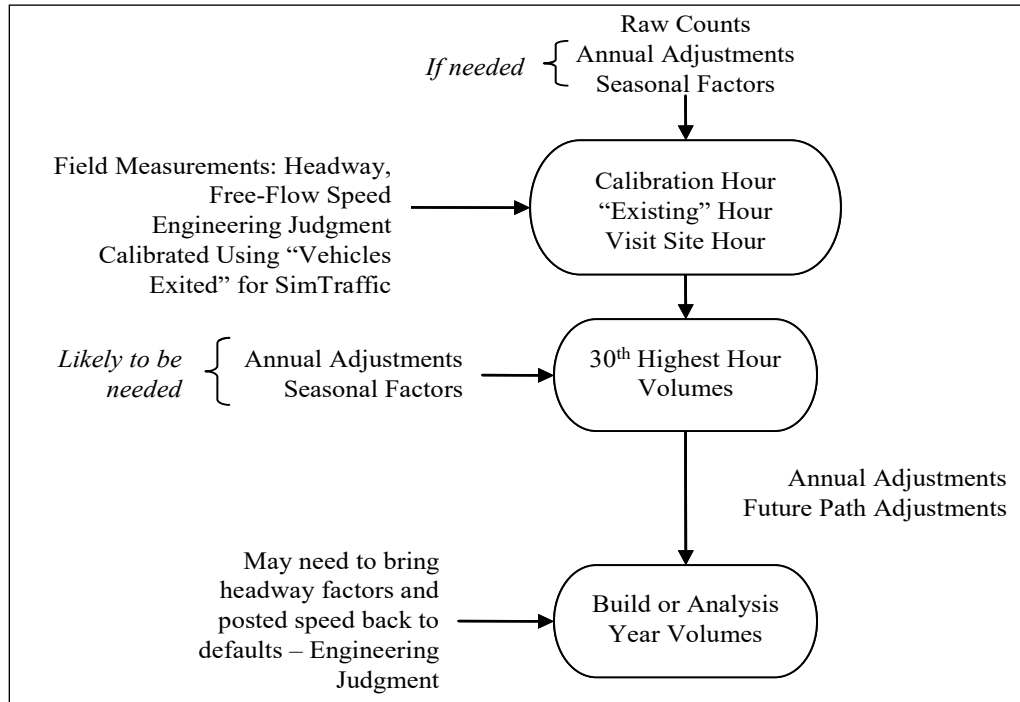 Raw Counts
If needed
Annual Adjustments
Seasonal Factors
Field Measurements: Headway,
Free-Flow Speed
Engineering Judgment
Calibrated Using “Vehicles
Exited” for SimTraffic
Calibration Hour
“Existing” Hour
Visit Site Hour
Likely to be
needed
Annual Adjustments
Seasonal Factors
30th Highest Hour
Volumes
Annual Adjustments
Future Path Adjustments
May need to bring
headway factors and
posted speed back to
defaults – Engineering
Judgment
Build or Analysis
Year Volumes